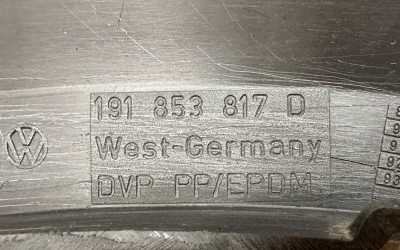 191 853 817 D
West-Germany
DVP PP/EPDM